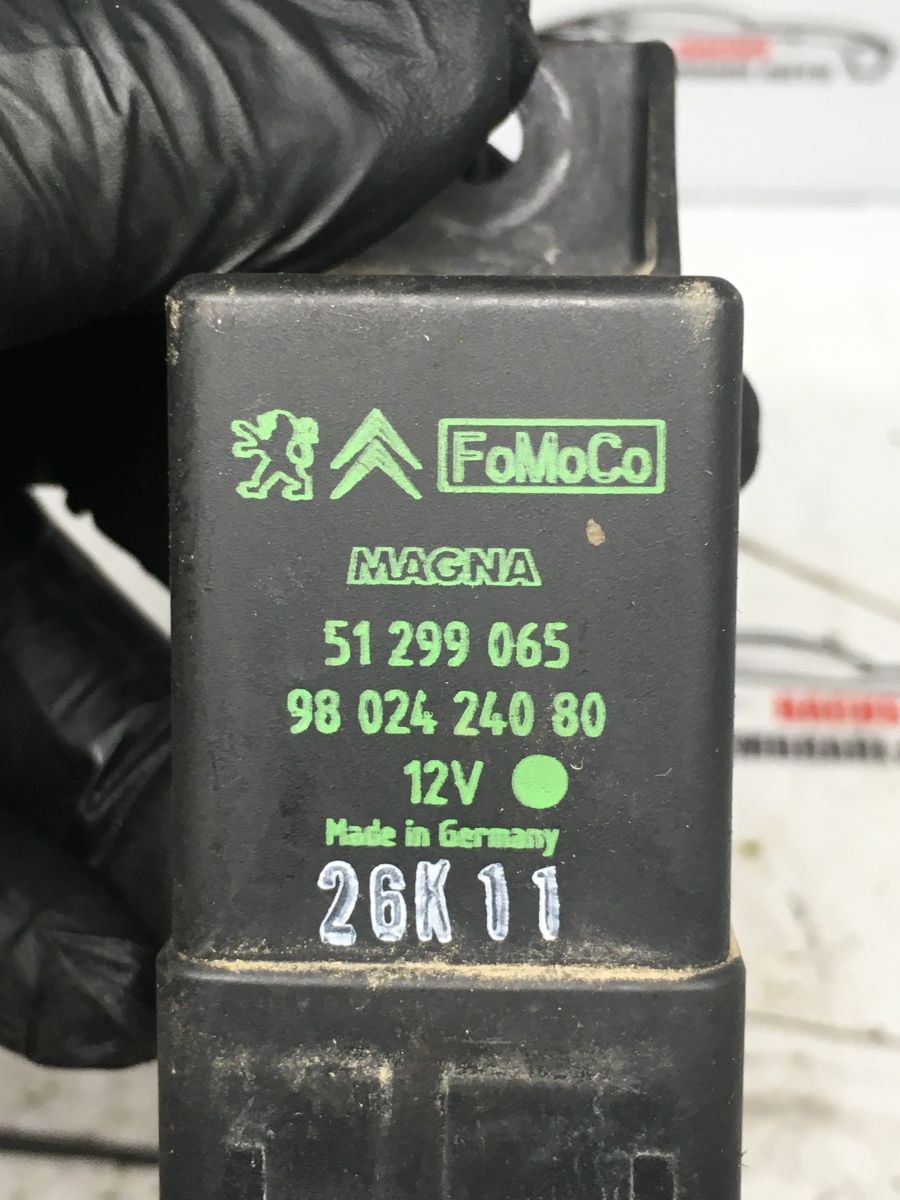 FoMoCo
MAGNA
51 299 065
98 024 240 80
12V
Made in Germany
26K 11